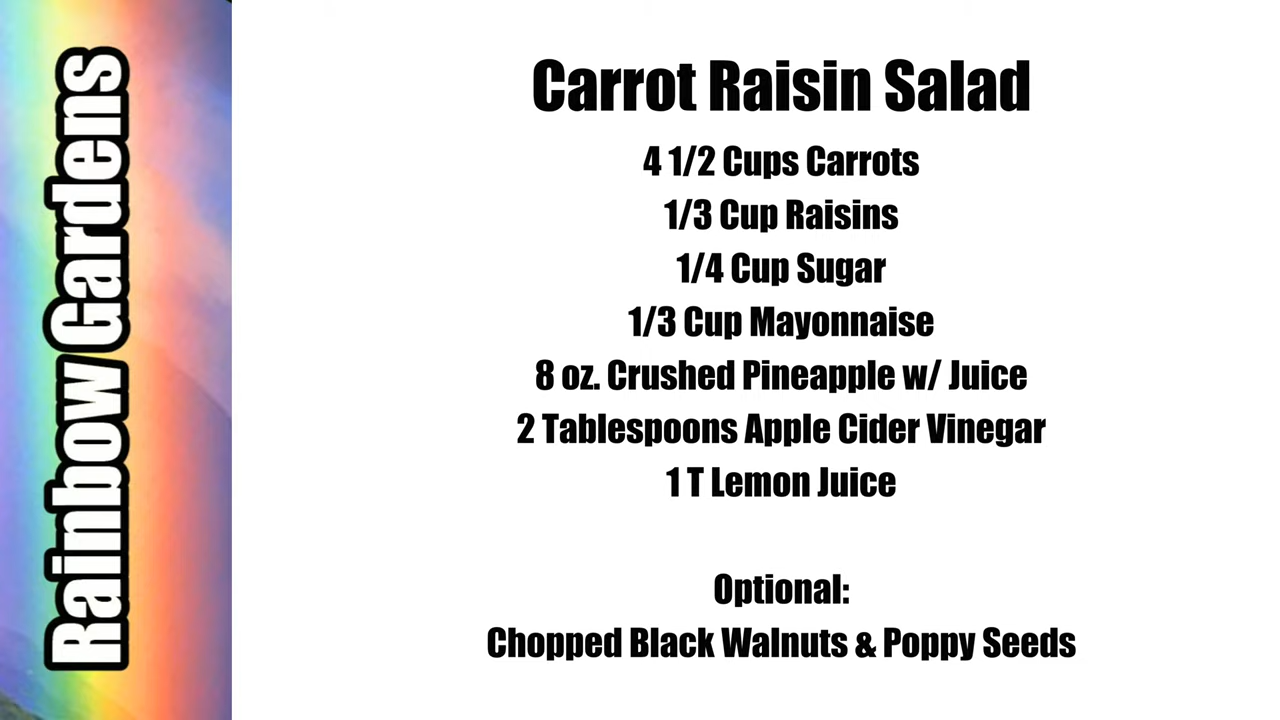 Rainbow Gardens
Carrot Raisin Salad
4 1/2 Cups Carrots
1/3 Cup Raisins
1/4 Cup Sugar
1/3 Cup Mayonnaise
8 oz. Crushed Pineapple w/ Juice
2 Tablespoons Apple Cider Vinegar
1 T Lemon Juice
Optional:
Chopped Black Walnuts & Poppy Seeds